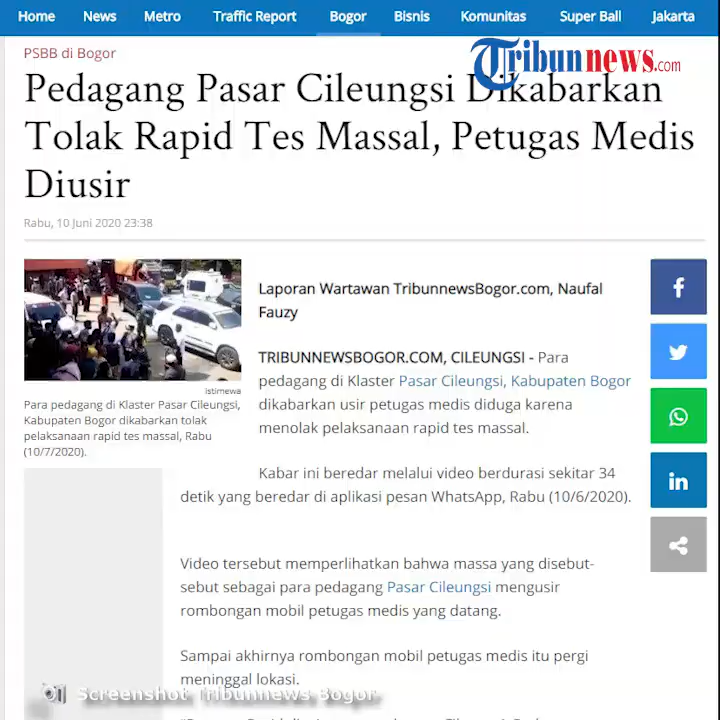 Home News Metro Traffic Report Bogor Bisnis Komunitas Super Ball Jakarta
PSBB di Bogor
Tribunnews.com
Pedagang Pasar Cileungsi Dikabarkan
Tolak Rapid Tes Massal, Petugas Medis
Diusir
Rabu, 10 Juni 2020 23:38
istimewa
Para pedagang di Klaster Pasar Cileungsi,
Kabupaten Bogor dikabarkan tolak
pelaksanaan rapid tes massal, Rabu
(10/7/2020).
Laporan Wartawan TribunnewsBogor.com, Naufal
Fauzy
TRIBUNNEWSBOGOR.COM, CILEUNGSI - Para
pedagang di Klaster Pasar Cileungsi, Kabupaten Bogor
dikabarkan usir petugas medis diduga karena
menolak pelaksanaan rapid tes massal.
Kabar ini beredar melalui video berdurasi sekitar 34
detik yang beredar di aplikasi pesan WhatsApp, Rabu (10/6/2020).
Video tersebut memperlihatkan bahwa massa yang disebut-
sebut sebagai para pedagang Pasar Cileungsi mengusir
rombongan mobil petugas medis yang datang.
Sampai akhirnya rombongan mobil petugas medis itu pergi
meninggal lokasi.
Screenshot Tribunnews Bogor